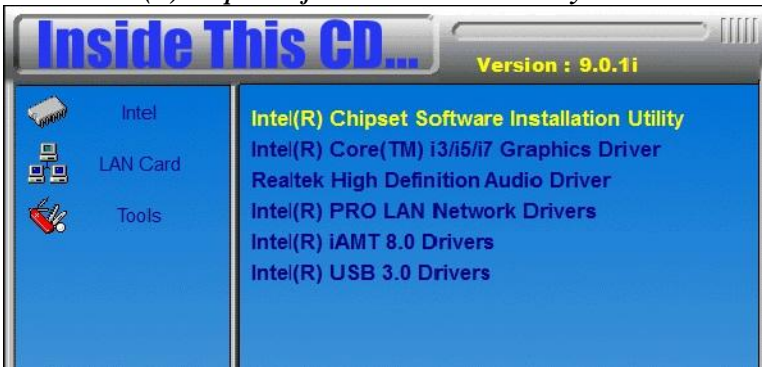 Inside This CD...
Version : 9.0.1i
Intel
LAN Card
Tools
Intel(R) Chipset Software Installation Utility
Intel(R) Core(TM) i3/i5/i7 Graphics Driver
Realtek High Definition Audio Driver
Intel(R) PRO LAN Network Drivers
Intel(R) iAMT 8.0 Drivers
Intel(R) USB 3.0 Drivers